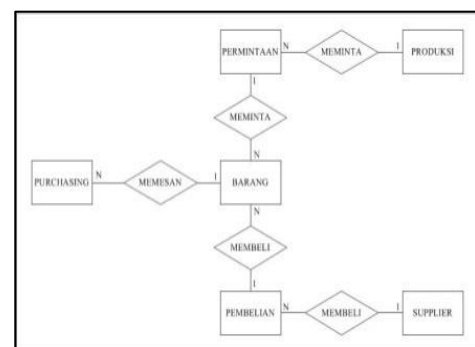 PERMINTAAN N MEMINTA 1 PRODUKSI
1
MEMINTA
N
PURCHASING N MEMESAN 1 BARANG
N
MEMBELI
1
PEMBELIAN N MEMBELI 1 SUPPLIER